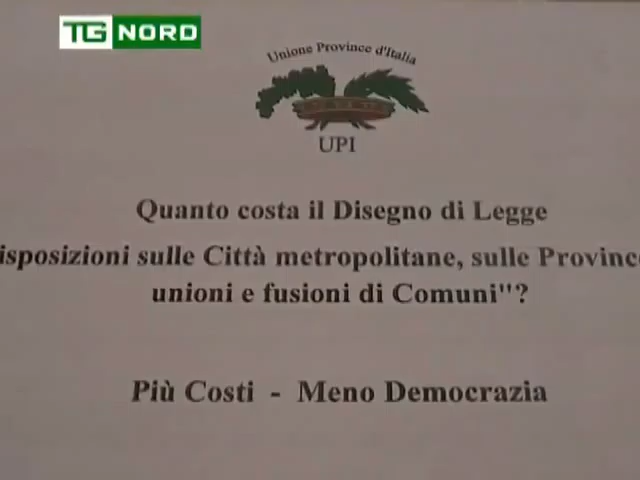 TG NORD
Unione Province d'Italia
UPI
Quanto costa il Disegno di Legge
isposizioni sulle Città metropolitane, sulle Province
unioni e fusioni di Comuni"?
Più Costi - Meno Democrazia